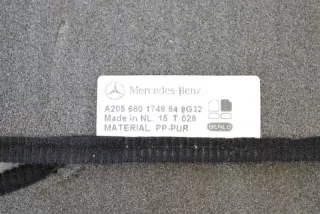 Mercedes-Benz
A205 680 1748 64 9G32
Made in NL. 15 T 028
MATERIAL PP-PUR